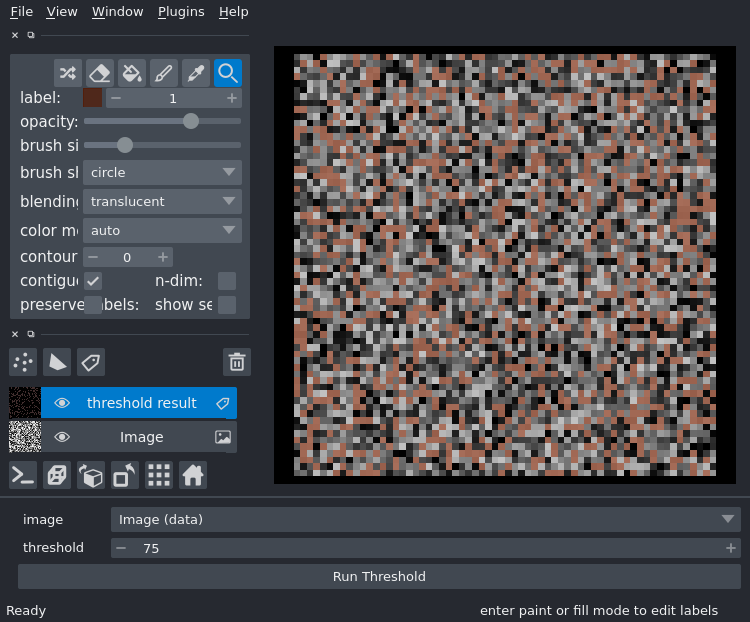 File View Window Plugins Help
label: 1
opacity:
brush si
brush sl circle
blending translucent
color m auto
contour 0
contigu n-dim:
preserve bels: show se
threshold result
Image
image Image (data)
threshold 75
Run Threshold
Ready enter paint or fill mode to edit labels